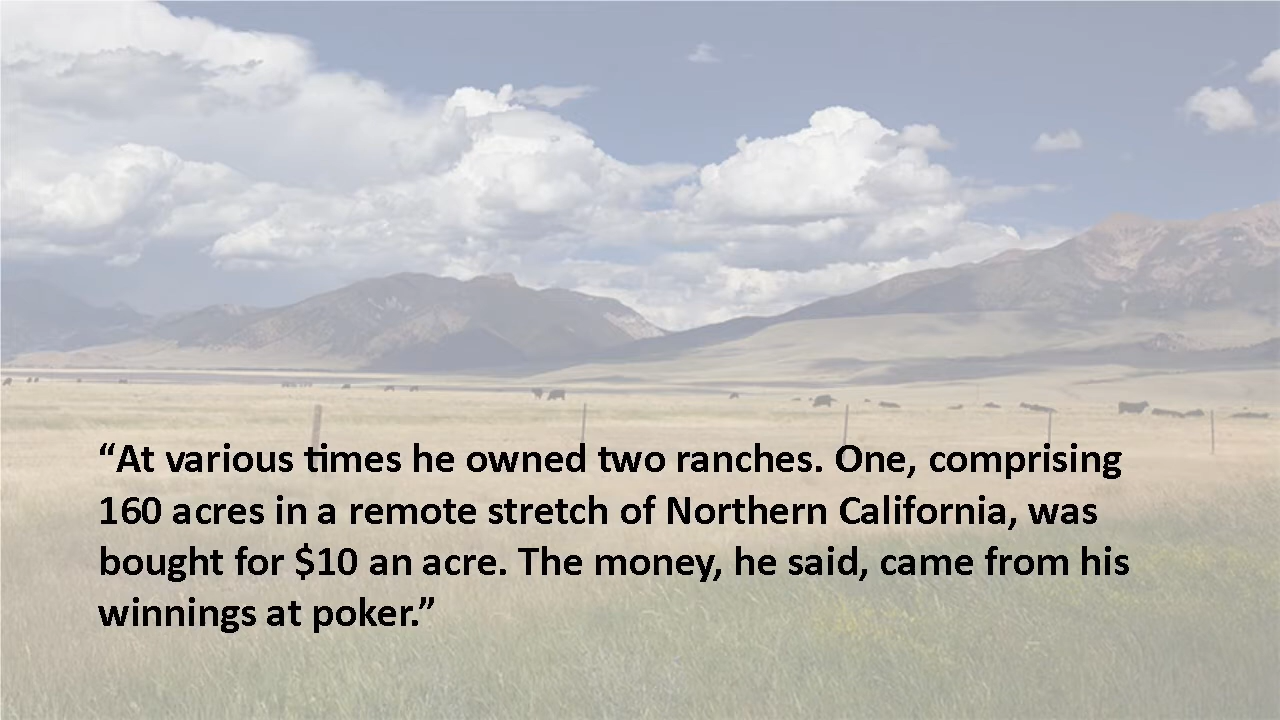 “At various times he owned two ranches. One, comprising
160 acres in a remote stretch of Northern California, was
bought for $10 an acre. The money, he said, came from his
winnings at poker.”